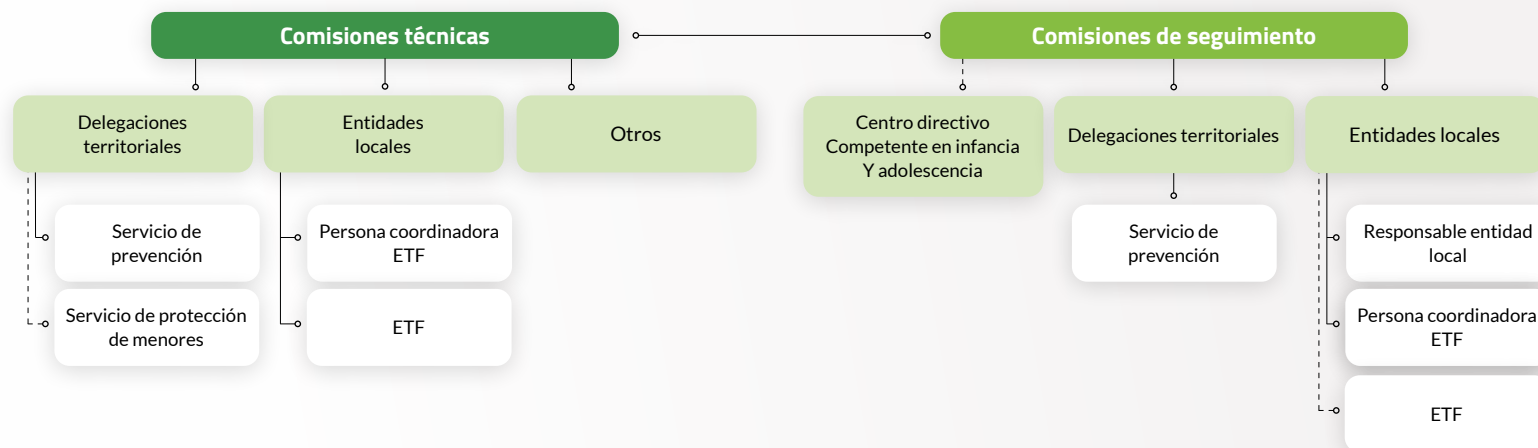 Comisiones técnicas
Delegaciones
territoriales
Servicio de
prevención
Servicio de protección
de menores
Entidades
locales
Persona coordinadora
ETF
ETF
Otros
Comisiones de seguimiento
Centro directivo
Competente en infancia
Y adolescencia
Delegaciones territoriales
Servicio de
prevención
Entidades locales
Responsable entidad
local
Persona coordinadora
ETF
ETF